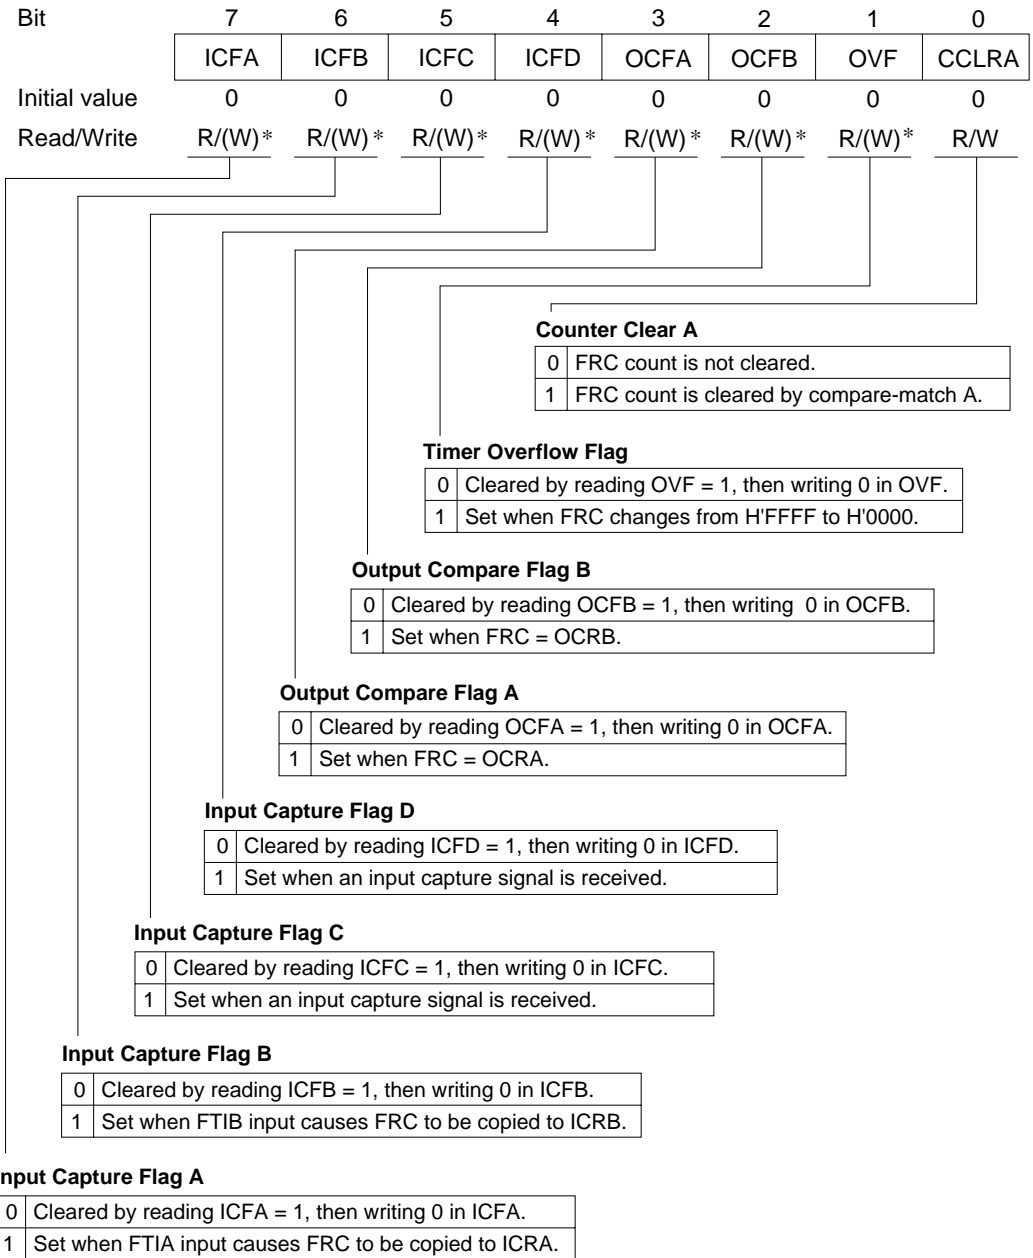 Bit 7 6 5 4 3 2 1 0
ICFA ICFB ICFC ICFD OCFA OCFB OVF CCLRA
Initial value 0 0 0 0 0 0 0 0
Read/Write R/(W)* R/(W)* R/(W)* R/(W)* R/(W)* R/(W)* R/(W)* R/W
Counter Clear A
0 FRC count is not cleared.
1 FRC count is cleared by compare-match A.
Timer Overflow Flag
0 Cleared by reading OVF = 1, then writing 0 in OVF.
1 Set when FRC changes from H'FFFF to H'0000.
Output Compare Flag B
0 Cleared by reading OCFB = 1, then writing 0 in OCFB.
1 Set when FRC = OCRB.
Output Compare Flag A
0 Cleared by reading OCFA = 1, then writing 0 in OCFA.
1 Set when FRC = OCRA.
Input Capture Flag D
0 Cleared by reading ICFD = 1, then writing 0 in ICFD.
1 Set when an input capture signal is received.
Input Capture Flag C
0 Cleared by reading ICFC = 1, then writing 0 in ICFC.
1 Set when an input capture signal is received.
Input Capture Flag B
0 Cleared by reading ICFB = 1, then writing 0 in ICFB.
1 Set when FTIB input causes FRC to be copied to ICRB.
nput Capture Flag A
0 Cleared by reading ICFA = 1, then writing 0 in ICFA.
1 Set when FTIA input causes FRC to be copied to ICRA.